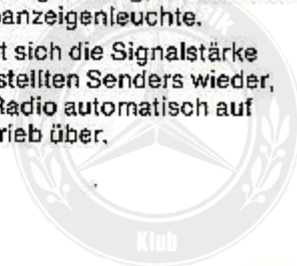 anzeigenleuchte.
t sich die Signalstärke
stellten Senders wieder,
Radio automatisch auf
rieb über.
Klub